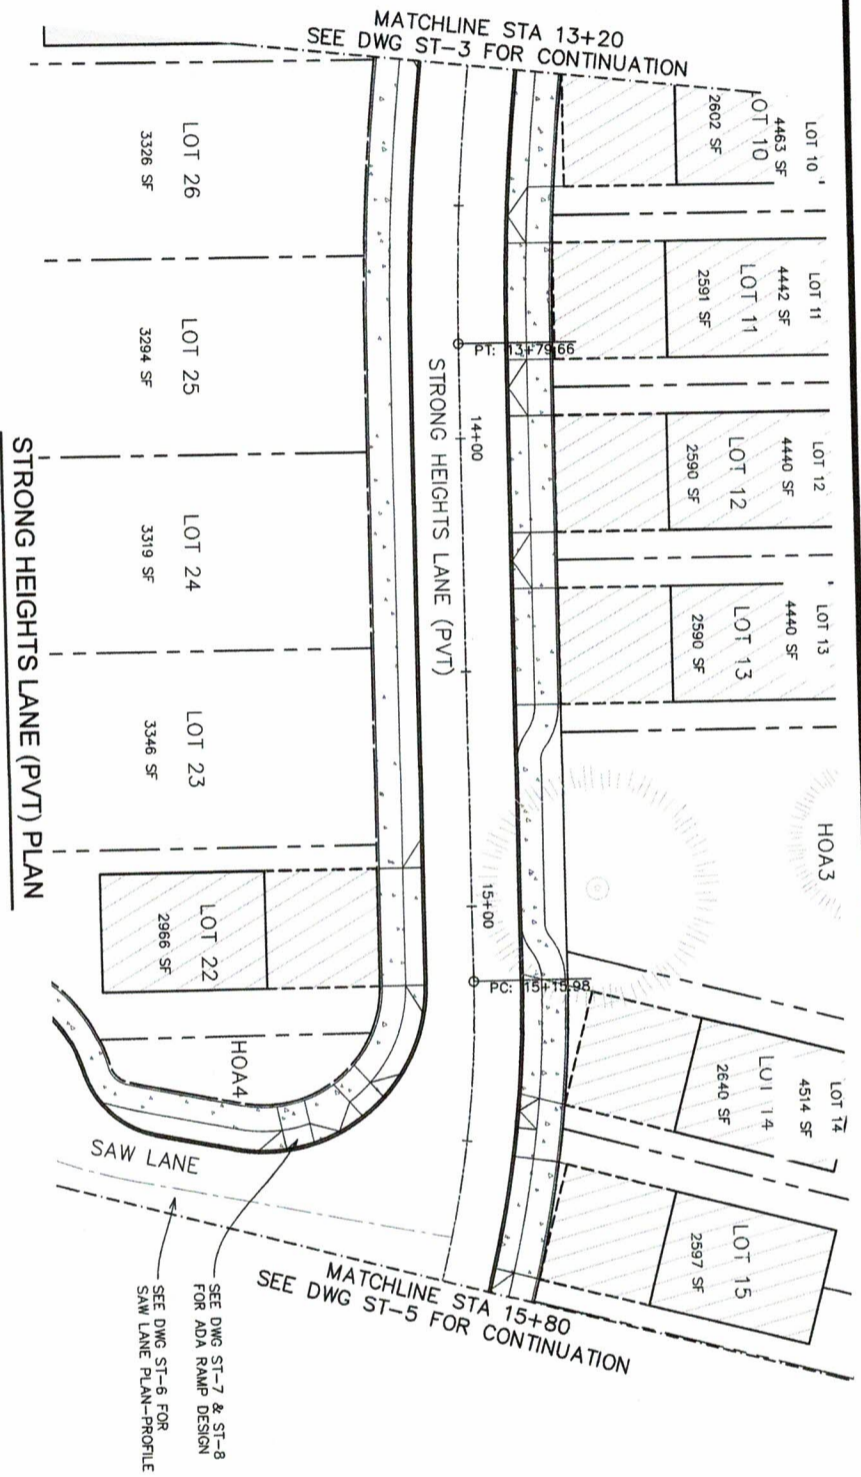 MATCHLINE STA 13+20
SEE DWG ST-3 FOR CONTINUATION
LOT 10
4463 SF
LOT 10
2602 SF
LOT 11
4442 SF
LOT 11
2591 SF
LOT 12
4440 SF
LOT 12
2590 SF
LOT 13
4440 SF
LOT 13
2590 SF
HOA3
LOT 14
4514 SF
LOT 14
2640 SF
LOT 15
2597 SF
PT: 13+79.66
14+00
STRONG HEIGHTS LANE (PVT)
15+00
PC: 15+15.98
LOT 26
3326 SF
LOT 25
3294 SF
LOT 24
3319 SF
LOT 23
3346 SF
LOT 22
2966 SF
HOA4
SAW LANE
MATCHLINE STA 15+80
SEE DWG ST-5 FOR CONTINUATION
SEE DWG ST-7 & ST-8
FOR ADA RAMP DESIGN
SEE DWG ST-6 FOR
SAW LANE PLAN-PROFILE
STRONG HEIGHTS LANE (PVT) PLAN